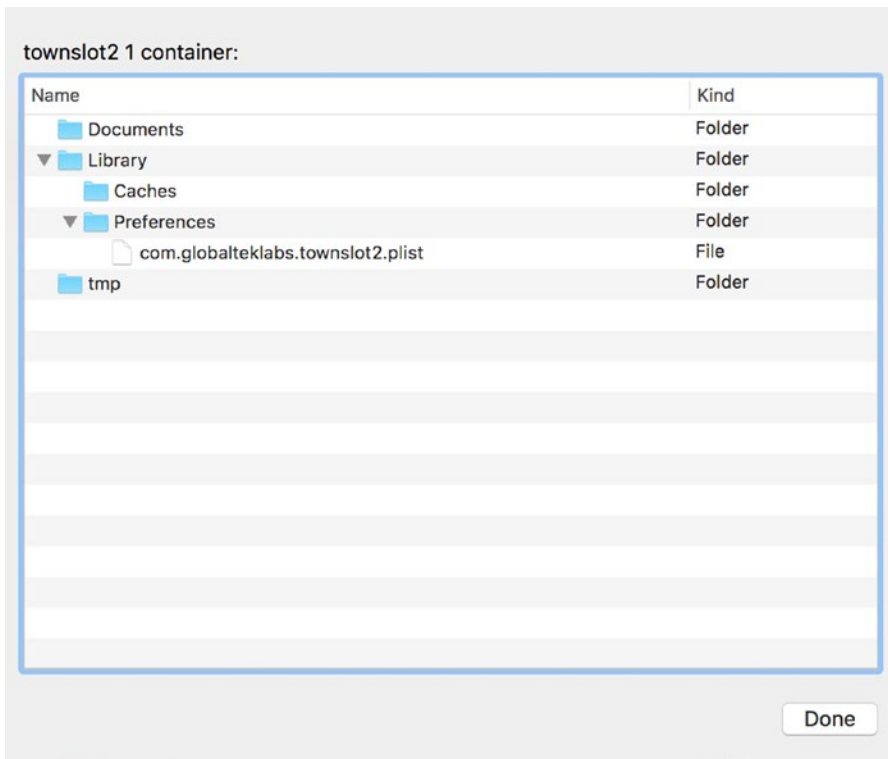 townslot2 1 container:
Name Kind
Documents Folder
Library Folder
Caches Folder
Preferences Folder
com.globalteklabs.townslot2.plist File
tmp Folder
Done